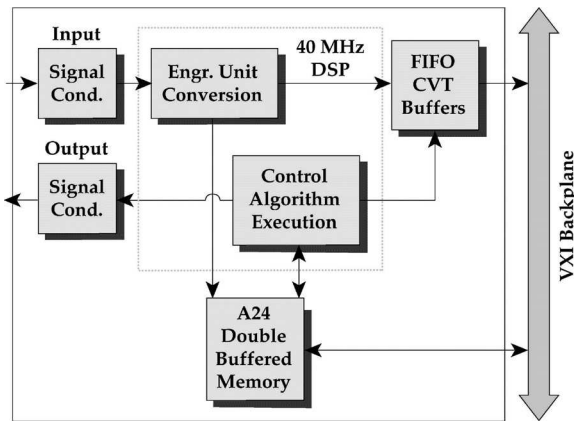 Input
Signal
Cond.
Engr. Unit
Conversion
40 MHz
DSP
FIFO
CVT
Buffers
Output
Signal
Cond.
Control
Algorithm
Execution
A24
Double
Buffered
Memory
VXI Backplane